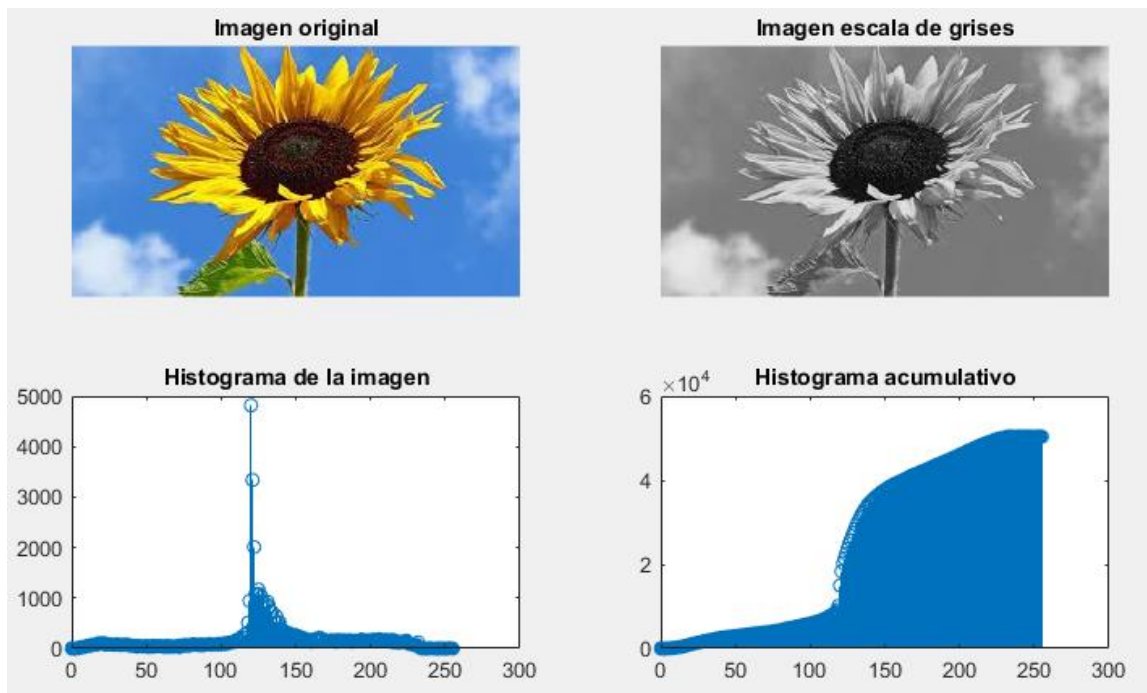 Imagen original
Imagen escala de grises
Histograma de la imagen
5000
4000
3000
2000
1000
0
0 50 100 150 200 250 300
×10^4 Histograma acumulativo
6
4
2
0
0 50 100 150 200 250 300